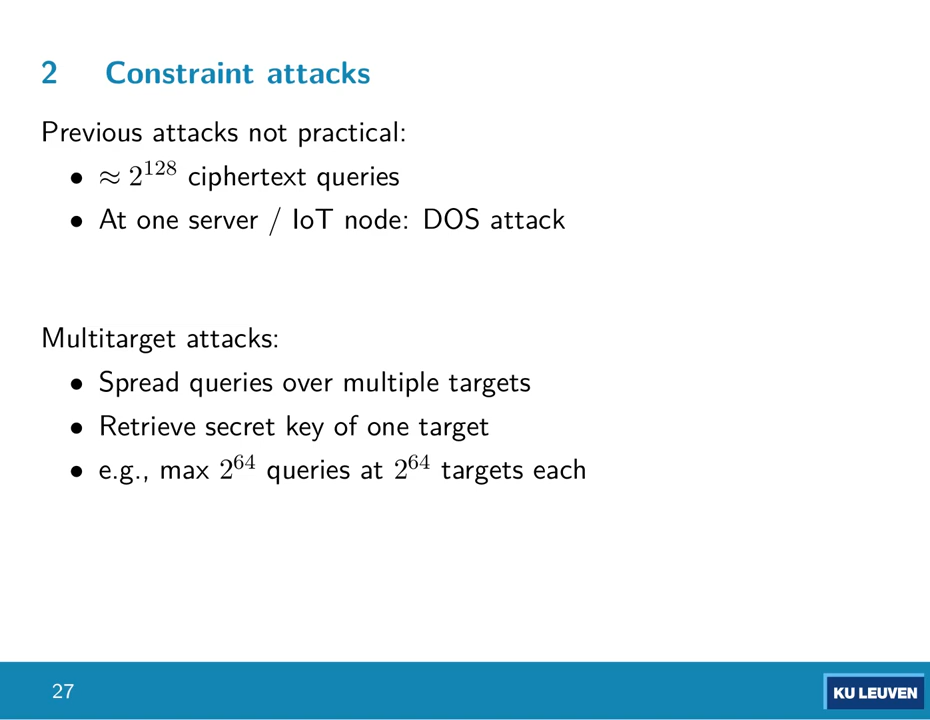 2 Constraint attacks
Previous attacks not practical:
• ≈ 2^128 ciphertext queries
• At one server / IoT node: DOS attack
Multitarget attacks:
• Spread queries over multiple targets
• Retrieve secret key of one target
• e.g., max 2^64 queries at 2^64 targets each
27
KU LEUVEN